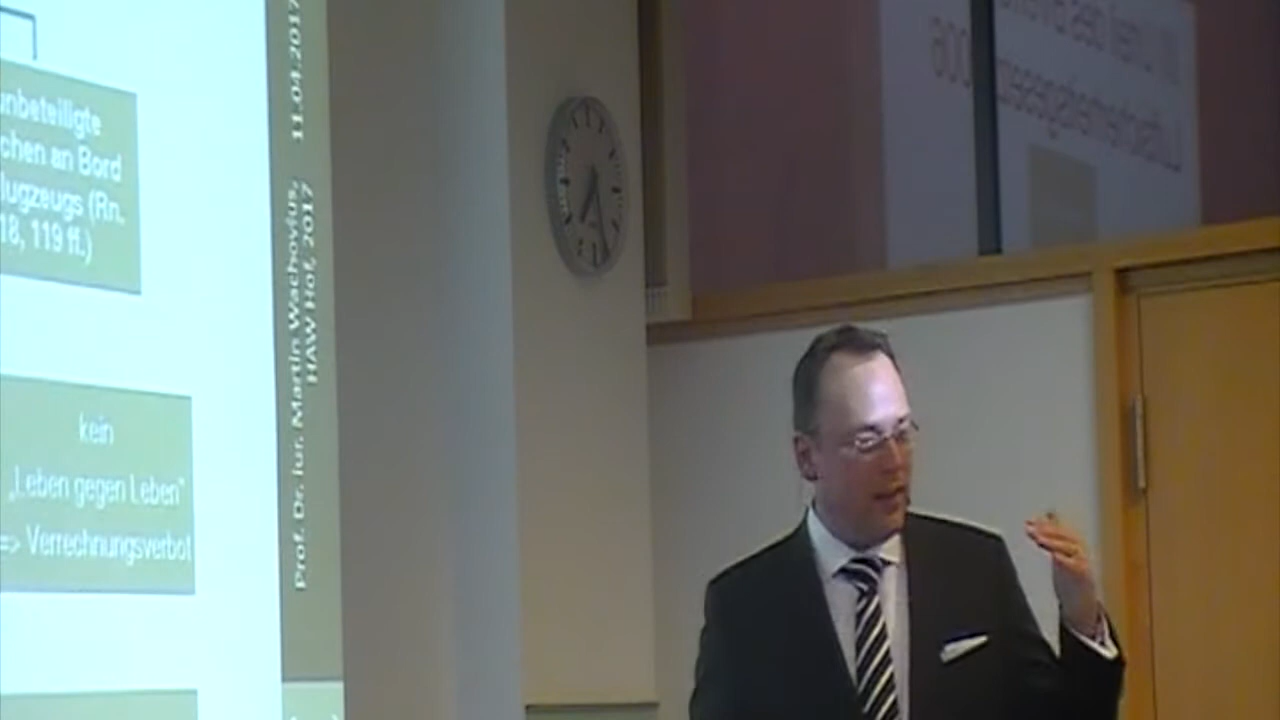 unbeteiligte
chen an Bord
lugzeugs (Rn.
18, 119 ff.)
kein
„Leben gegen Leben“
=> Verrechnungsverbot
Prof. Dr. iur. Martin Wachovius, 11.04.2017
HAW Hof, 2017